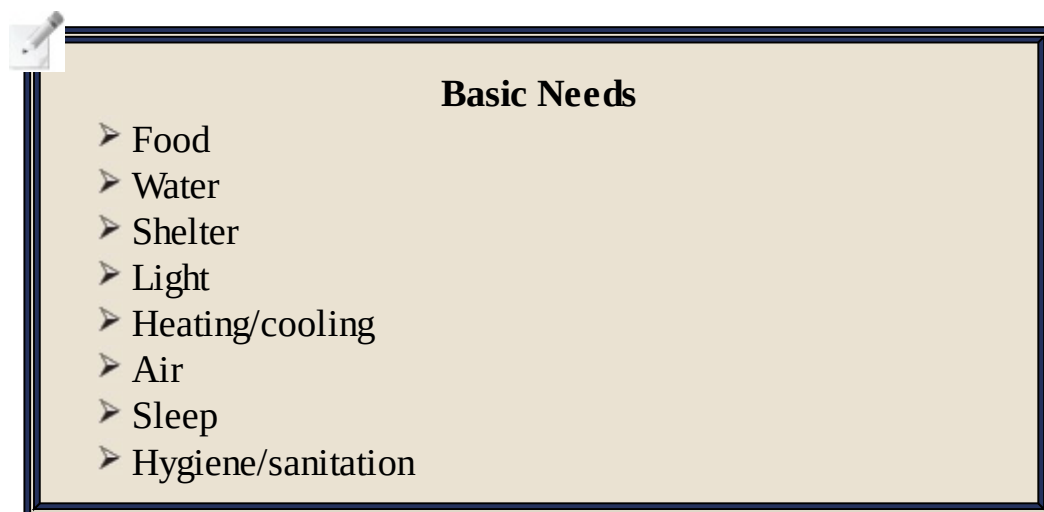 Basic Needs
Food
Water
Shelter
Light
Heating/cooling
Air
Sleep
Hygiene/sanitation